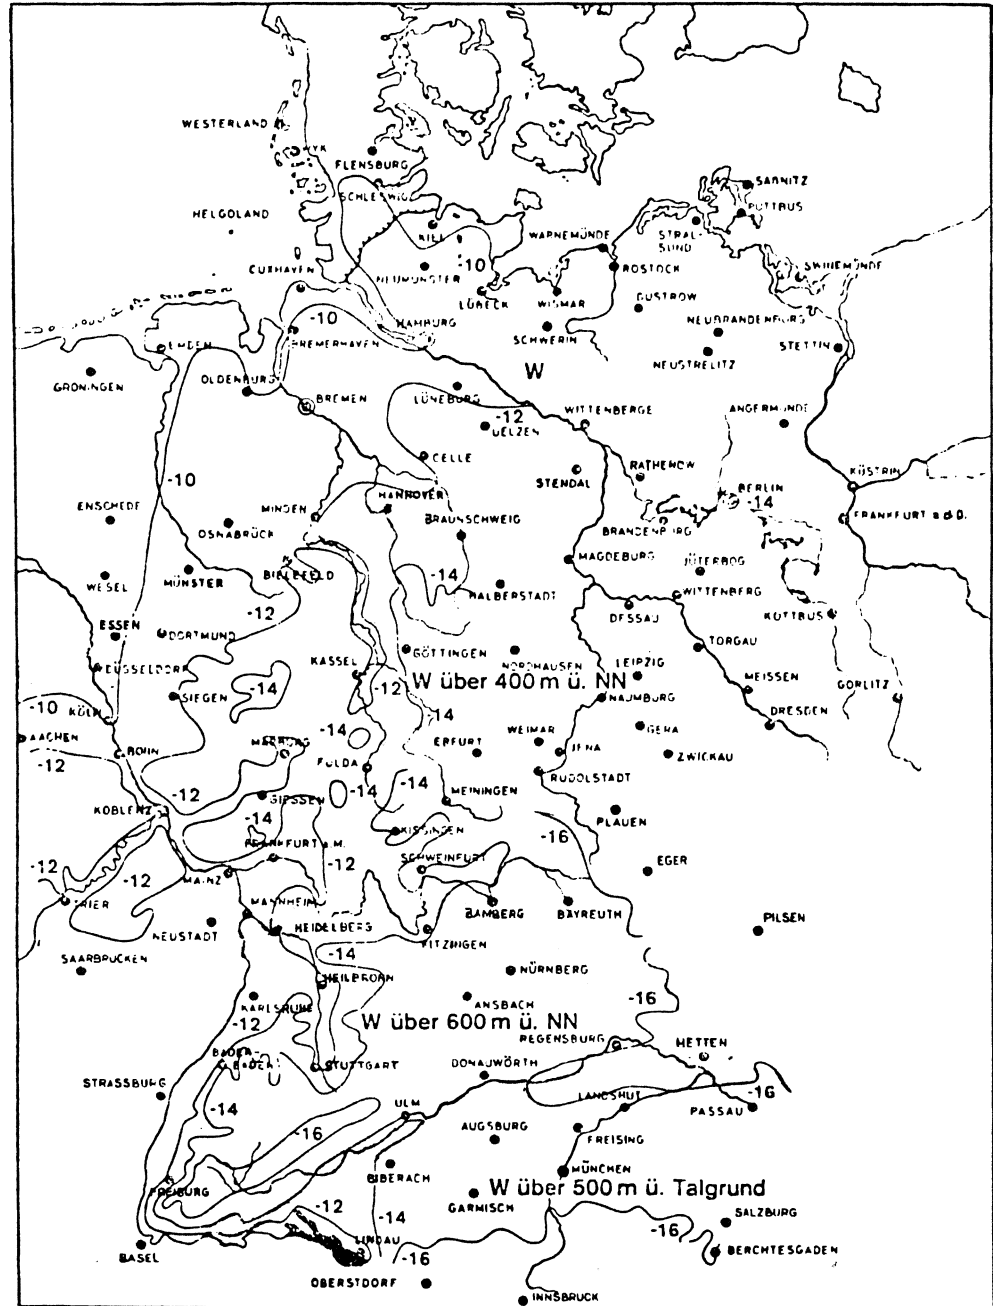 WESTERLAND
WYK
FLENSBURG
SCHLESWIG
SASSNITZ
PUTTBUS
HELGOLAND
KIEL
WARNEMÜNDE
STRAL-
SUND
CUXHAVEN
NEUMÜNSTER
-10
ROSTOCK
SWINEMÜNDE
LÜBECK
WISMAR
GÜSTROW
-10
HAMBURG
BREMERHAVEN
SCHWERIN
NEUBRANDENBURG
EMDEN
NEUSTRELITZ
STETTIN
GRONINGEN
OLDENBURG
LÜNEBURG
W
BREMEN
-12
UELZEN
WITTENBERGE
ANGERMÜNDE
CELLE
STENDAL
RATHENOW
KÜSTRIN
-10
HANNOVER
BERLIN
-14
ENSCHEDE
MINDEN
BRAUNSCHWEIG
FRANKFURT a.d.O.
OSNABRÜCK
BRANDENBURG
MAGDEBURG
BIELEFELD
-14
JÜTERBOG
WESEL
MÜNSTER
HALBERSTADT
WITTENBERG
-12
DESSAU
KOTTBUS
ESSEN
DORTMUND
GÖTTINGEN
TORGAU
DÜSSELDORF
KASSEL
NORDHAUSEN
LEIPZIG
-12
W über 400 m ü. NN
MEISSEN
GÖRLITZ
SIEGEN
-14
NAUMBURG
-10
KÖLN
-14
-14
WEIMAR
GERA
DRESDEN
AACHEN
BONN
MARBURG
ERFURT
JENA
ZWICKAU
-12
FULDA
RUDOLSTADT
-12
GIESSEN
-14
-14
MEININGEN
KOBLENZ
-14
KISSINGEN
PLAUEN
FRANKFURT a.M.
-16
-12
-12
MAINZ
-12
SCHWEINFURT
EGER
TRIER
MANNHEIM
BAMBERG
BAYREUTH
NEUSTADT
HEIDELBERG
KITZINGEN
PILSEN
SAARBRÜCKEN
-14
HEILBRONN
NÜRNBERG
KARLSRUHE
ANSBACH
-16
-12
W über 600 m ü. NN
REGENSBURG
METTEN
BADEN-
BADEN
STUTTGART
DONAUWÖRTH
STRASSBURG
-14
ULM
LANDSHUT
PASSAU
-16
-16
AUGSBURG
FREISING
FREIBURG
BIBERACH
MÜNCHEN
W über 500 m ü. Talgrund
GARMISCH
-12
-14
SALZBURG
LINDAU
-16
BASEL
-16
BERCHTESGADEN
OBERSTDORF
INNSBRUCK